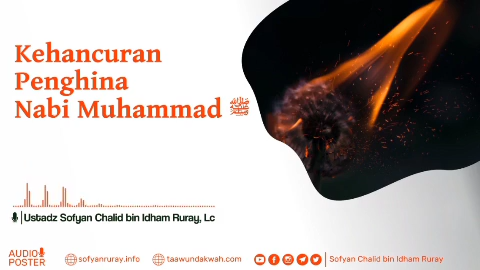 Kehancuran
Penghina
Nabi Muhammad ﷺ
Ustadz Sofyan Chalid bin Idham Ruray, Lc
AUDIO
POSTER
sofyanruray.info
taawundakwah.com
Sofyan Chalid bin Idham Ruray